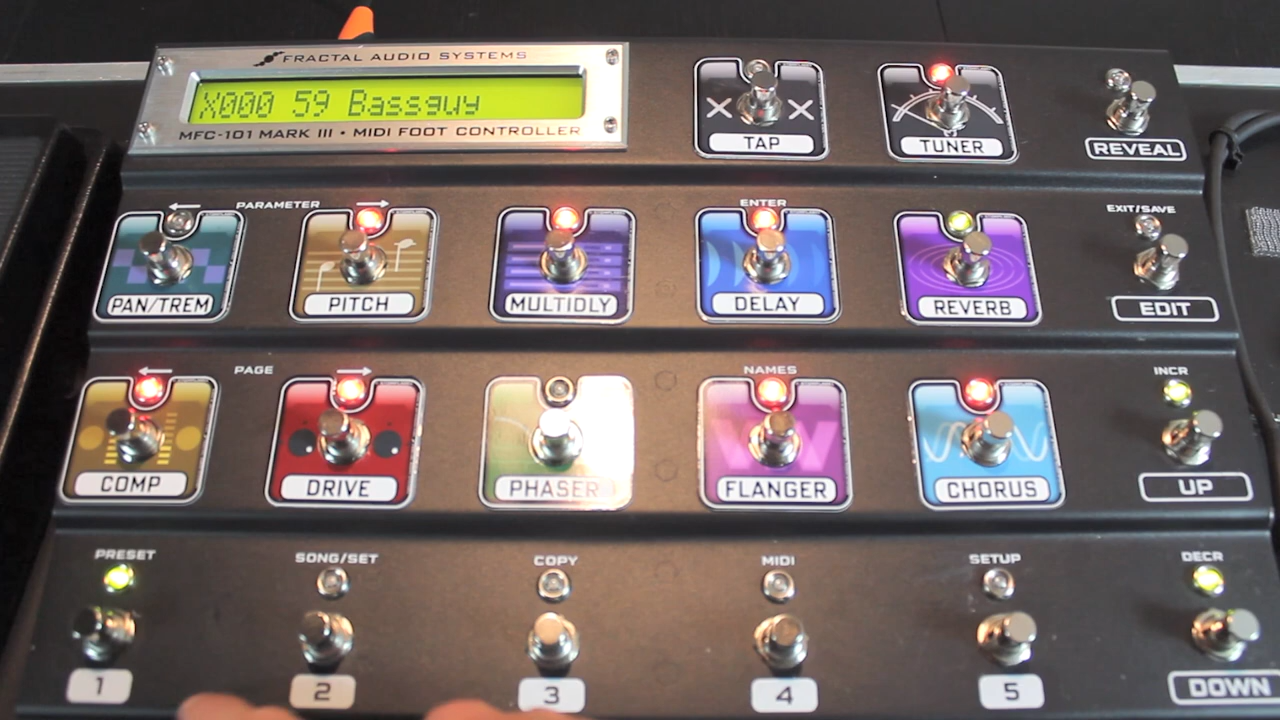 FRACTAL AUDIO SYSTEMS
X000 59 Bassguy
MFC-101 MARK III • MIDI FOOT CONTROLLER
TAP
TUNER
REVEAL
PARAMETER
ENTER
EXIT/SAVE
PAN/TREM
PITCH
MULTIDLY
DELAY
REVERB
EDIT
PAGE
NAMES
INCR
COMP
DRIVE
PHASER
FLANGER
CHORUS
UP
PRESET
SONG/SET
COPY
MIDI
SETUP
DECR
1
2
3
4
5
DOWN